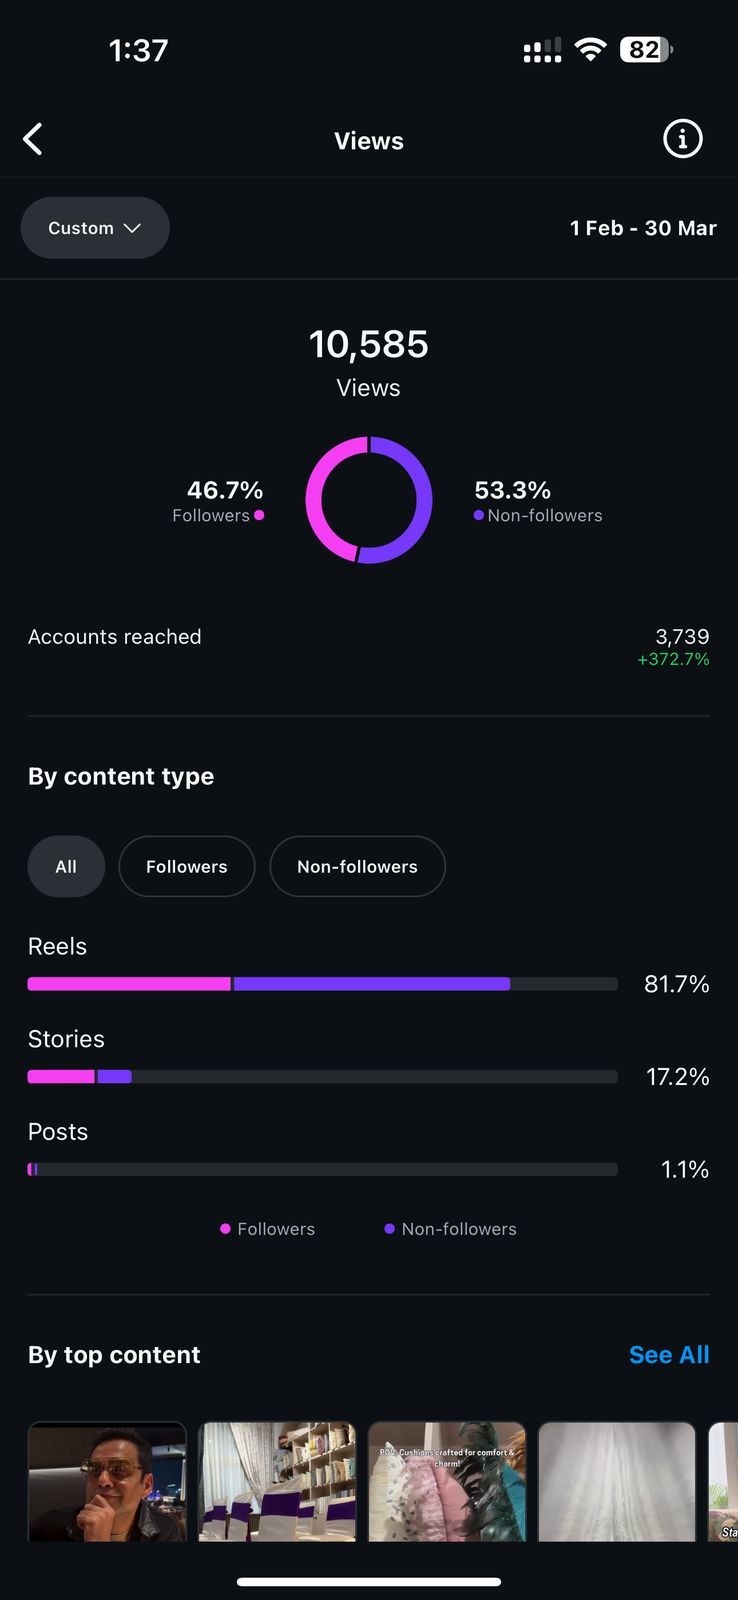 1:37
82
Views
Custom
1 Feb - 30 Mar
10,585
Views
46.7%
Followers
53.3%
Non-followers
Accounts reached
3,739
+372.7%
By content type
All
Followers
Non-followers
Reels
81.7%
Stories
17.2%
Posts
1.1%
Followers
Non-followers
By top content
See All
POV: Cushions crafted for comfort &
charm!
Sta